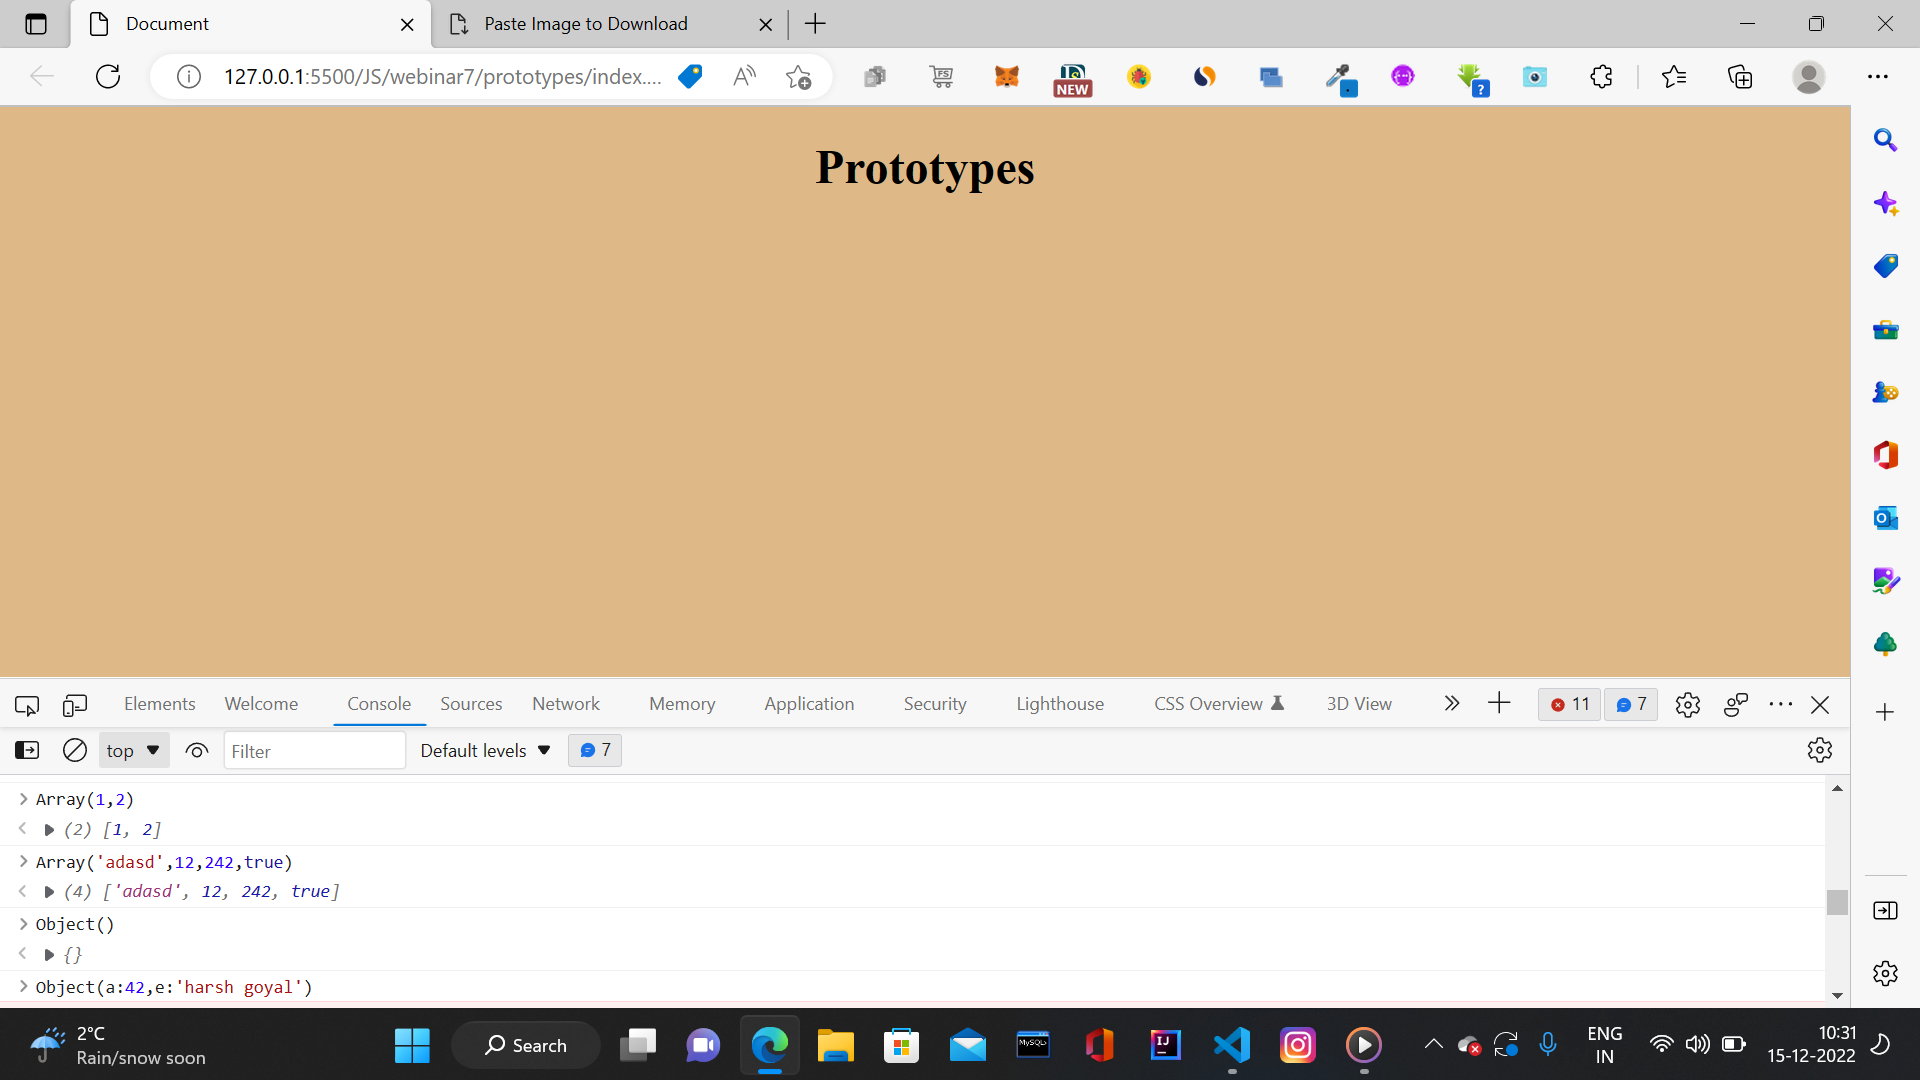 Document
Paste Image to Download
127.0.0.1:5500/JS/webinar7/prototypes/index....
NEW
?
Prototypes
Elements Welcome Console Sources Network Memory Application Security Lighthouse CSS Overview 3D View 11 7
top Filter Default levels 7
Array(1,2)
(2) [1, 2]
Array('adasd',12,242,true)
(4) ['adasd', 12, 242, true]
Object()
{}
Object(a:42,e:'harsh goyal')
2°C
Rain/snow soon
Search
MySQL
IJ
ENG
IN
10:31
15-12-2022